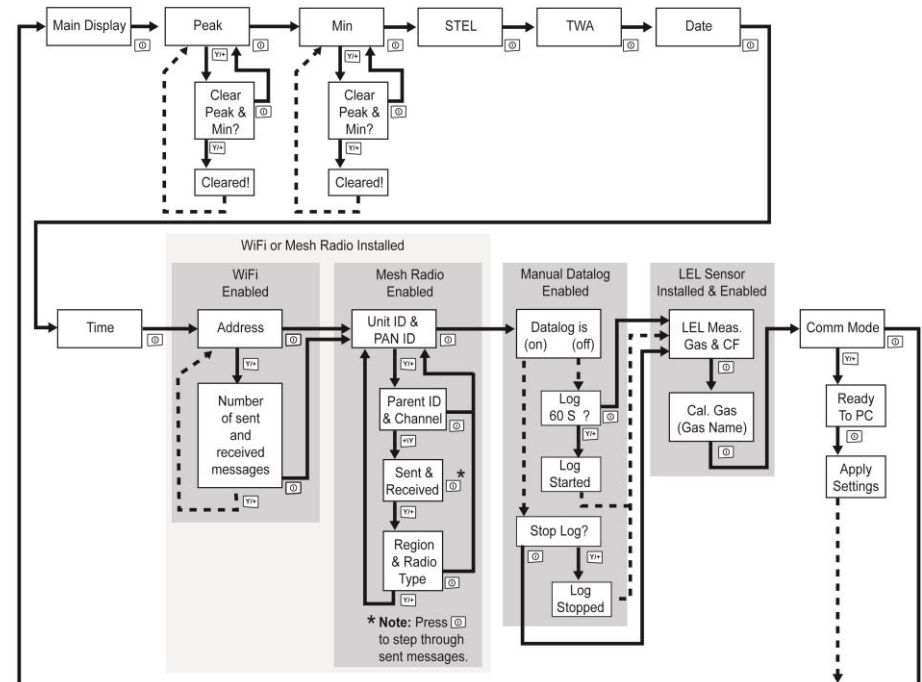 Main Display
Peak
Min
STEL
TWA
Date
Y/+
Y/+
Clear
Peak &
Min?
Clear
Peak &
Min?
Y/+
Y/+
Cleared!
Cleared!
WiFi or Mesh Radio Installed
WiFi
Enabled
Mesh Radio
Enabled
Manual Datalog
Enabled
LEL Sensor
Installed & Enabled
Time
Address
Unit ID &
PAN ID
Datalog is
(on) (off)
LEL Meas.
Gas & CF
Comm Mode
Y/+
Y/+
Y/+
Number
of sent
and
received
messages
Y/+
Parent ID
& Channel
+/Y
Sent &
Received
*
Y/+
Region
& Radio
Type
Y/+
* Note: Press
to step through
sent messages.
Log
60 S ?
Y/+
Log
Started
Stop Log?
Y/+
Log
Stopped
Cal. Gas
(Gas Name)
Ready
To PC
Apply
Settings